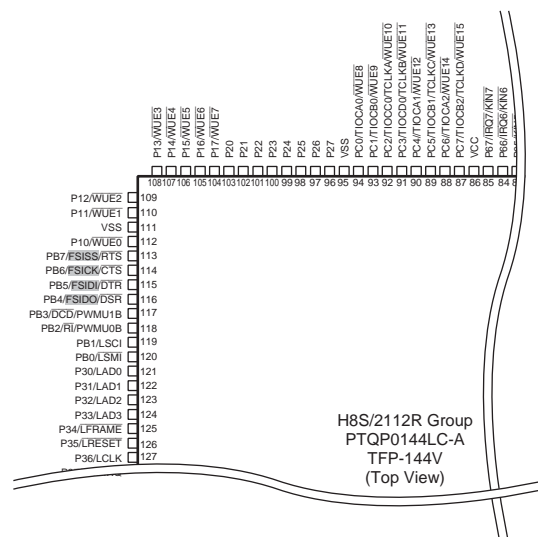 P13/WUE3
P14/WUE4
P15/WUE5
P16/WUE6
P17/WUE7
P20
P21
P22
P23
P24
P25
P26
P27
VSS
PC0/TIOCA0/WUE8
PC1/TIOCB0/WUE9
PC2/TIOCC0/TCLKA/WUE10
PC3/TIOCD0/TCLKB/WUE11
PC4//TIOCA1/WUE12
PC5/TIOCB1/TCLKC/WUE13
PC6//TIOCA2/WUE14
PC7/TIOCB2/TCLKD/WUE15
VCC
P87/IRQ7/KIN7
P86/IRQ6/KIN6
108 107 106 105 104 103 102 101 100 99 98 97 96 95 94 93 92 91 90 89 88 87 86 85 84
P12/WUE2 109
P11/WUE1 110
VSS 111
P10/WUE0 112
PB7/FSISS/RTS 113
PB6/FSICK/CTS 114
PB5/FSIDI/DTR 115
PB4/FSIDO/DSR 116
PB3/DCD/PWMU1B 117
PB2/RI/PWMU0B 118
PB1/LSCI 119
PB0/LSMI 120
P30/LAD0 121
P31/LAD1 122
P32/LAD2 123
P33/LAD3 124
P34/LFRAME 125
P35/LRESET 126
P36/LCLK 127
H8S/2112R Group
PTQP0144LC-A
TFP-144V
(Top View)